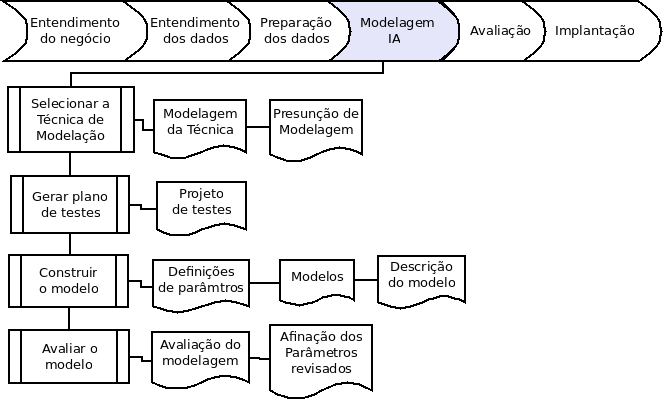 Entendimento
do negócio
Entendimento
dos dados
Preparação
dos dados
Modelagem
IA
Avaliação
Implantação
Selecionar a
Técnica de
Modelação
Modelagem
da Técnica
Presunção de
Modelagem
Gerar plano
de testes
Projeto
de testes
Construir
o modelo
Definições
de parâmtros
Modelos
Descrição
do modelo
Avaliar o
modelo
Avaliação do
modelagem
Afinação dos
Parâmetros
revisados